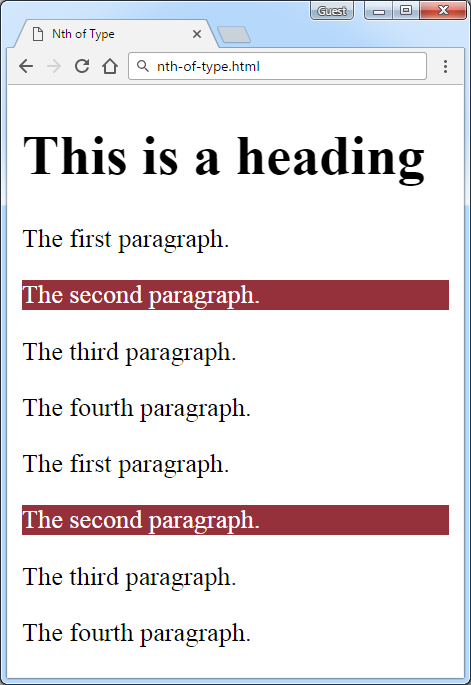 Guest
Nth of Type
nth-of-type.html
This is a heading
The first paragraph.
The second paragraph.
The third paragraph.
The fourth paragraph.
The first paragraph.
The second paragraph.
The third paragraph.
The fourth paragraph.